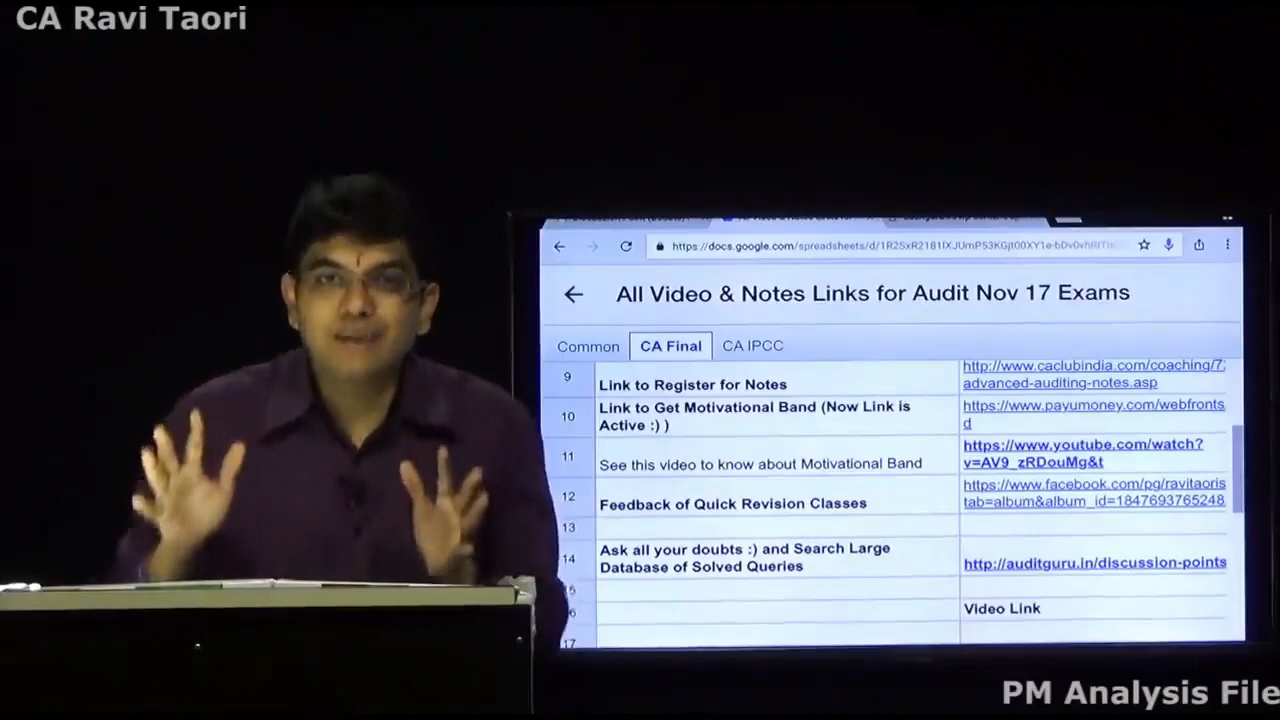 CA Ravi Taori
https://docs.google.com/spreadsheets/d/
All Video & Notes Links for Audit Nov 17 Exams
Common CA Final CA IPCC
9 Link to Register for Notes http://www.caclubindia.com/coaching/7
advanced-auditing-notes.asp
10 Link to Get Motivational Band (Now Link is https://www.payumoney.com/webfronts
Active :) ) d
11 See this video to know about Motivational Band https://www.youtube.com/watch?
v=AV9_zRDouMg&t
12 Feedback of Quick Revision Classes https://www.facebook.com/pg/ravitaoris
tab=album&album_id=1847693765248
13
14 Ask all your doubts :) and Search Large http://auditguru.in/discussion-points
Database of Solved Queries
Video Link
17
PM Analysis File